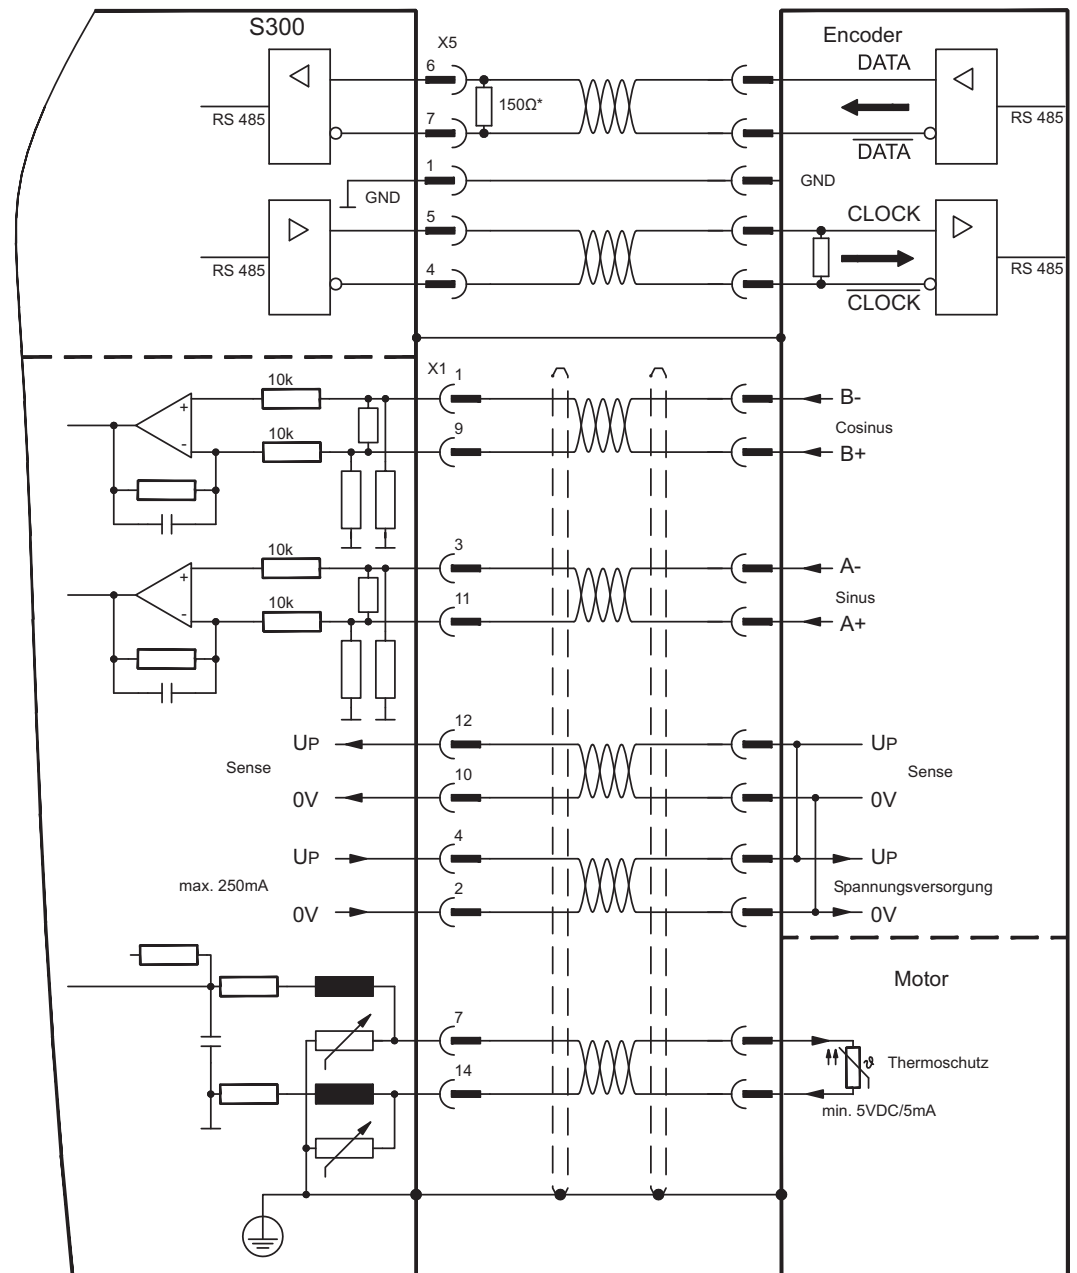 S300
X5
Encoder
6
DATA
150Ω*
RS 485
RS 485
7
DATA
1
GND
GND
5
CLOCK
RS 485
RS 485
4
CLOCK
X1
1
10k
B-
9
Cosinus
10k
B+
+
-
3
10k
A-
11
Sinus
10k
A+
+
-
12
UP
UP
Sense
Sense
10
0V
0V
4
UP
UP
max. 250mA
Spannungsversorgung
2
0V
0V
Motor
7
ϑ
Thermoschutz
14
min. 5VDC/5mA